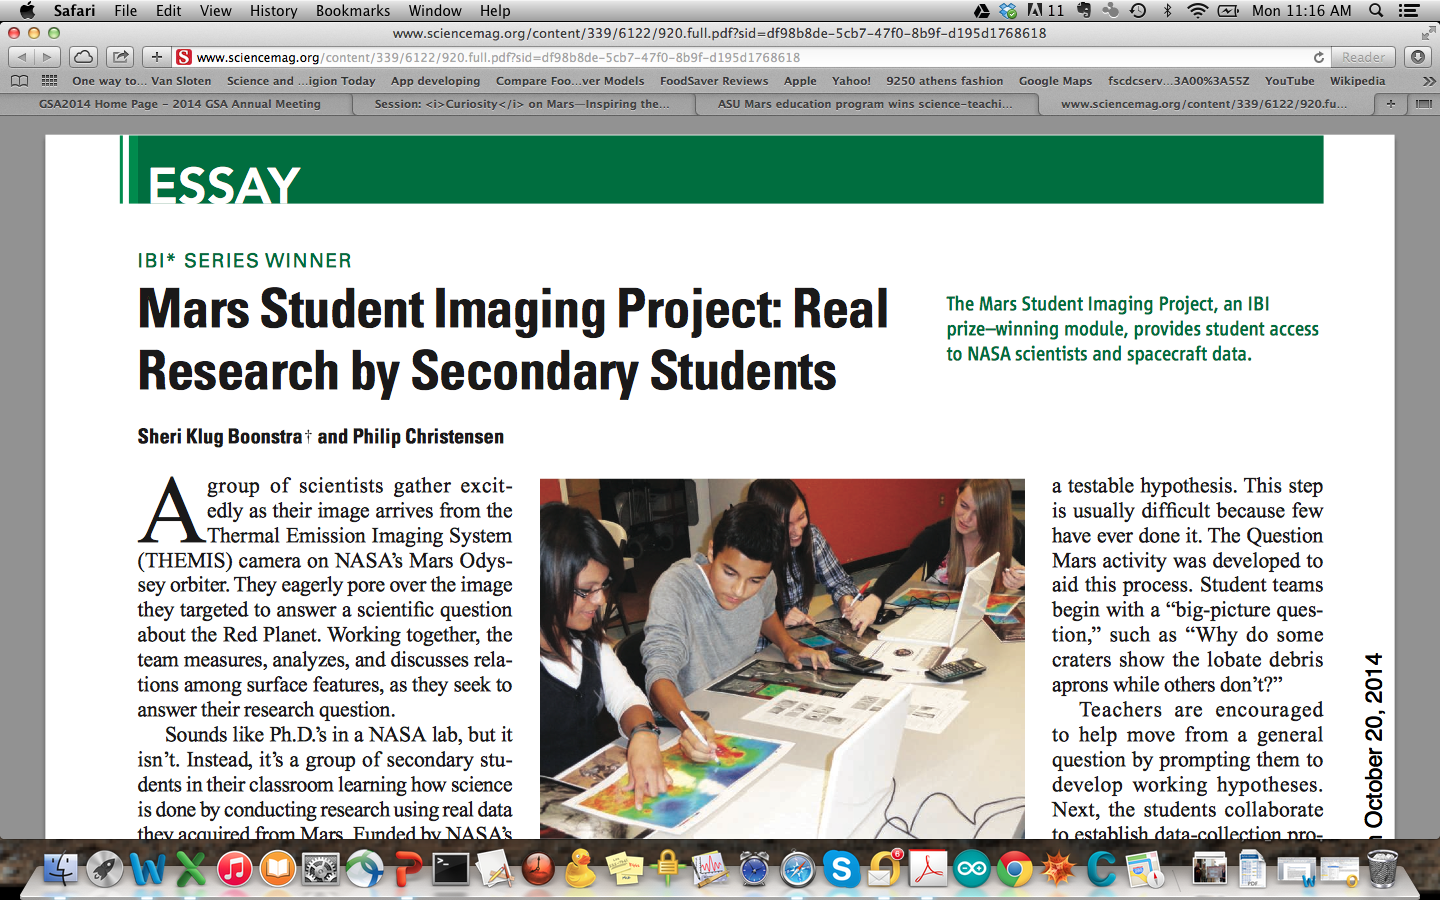 Safari File Edit View History Bookmarks Window Help
11 Mon 11:16 AM
www.sciencemag.org/content/339/6122/920.full.pdf?sid=df98b8de-5cb7-47f0-8b9f-d195d1768618
www.sciencemag.org/content/339/6122/920.full.pdf?sid=df98b8de-5cb7-47f0-8b9f-d195d1768618
Reader
One way to... Van Sloten Science and ...igion Today App developing Compare Foo...ver Models FoodSaver Reviews Apple Yahoo! 9250 athens fashion Google Maps fscdcserv...3A00%3A55Z YouTube Wikipedia
GSA2014 Home Page – 2014 GSA Annual Meeting
Session: <i>Curiosity</i> on Mars—Inspiring the...
ASU Mars education program wins science-teachi...
www.sciencemag.org/content/339/6122/920.fu...
ESSAY
IBI* SERIES WINNER
Mars Student Imaging Project: Real
Research by Secondary Students
The Mars Student Imaging Project, an IBI
prize–winning module, provides student access
to NASA scientists and spacecraft data.
Sheri Klug Boonstra† and Philip Christensen
A group of scientists gather excit-
edly as their image arrives from the
Thermal Emission Imaging System
(THEMIS) camera on NASA's Mars Odys-
sey orbiter. They eagerly pore over the image
they targeted to answer a scientific question
about the Red Planet. Working together, the
team measures, analyzes, and discusses rela-
tions among surface features, as they seek to
answer their research question.
Sounds like Ph.D.'s in a NASA lab, but it
isn't. Instead, it's a group of secondary stu-
dents in their classroom learning how science
is done by conducting research using real data
they acquired from Mars. Funded by NASA's
a testable hypothesis. This step
is usually difficult because few
have ever done it. The Question
Mars activity was developed to
aid this process. Student teams
begin with a “big-picture ques-
tion,” such as “Why do some
craters show the lobate debris
aprons while others don't?”
Teachers are encouraged
to help move from a general
question by prompting them to
develop working hypotheses.
Next, the students collaborate
to establish data-collection pro-
October 20, 2014